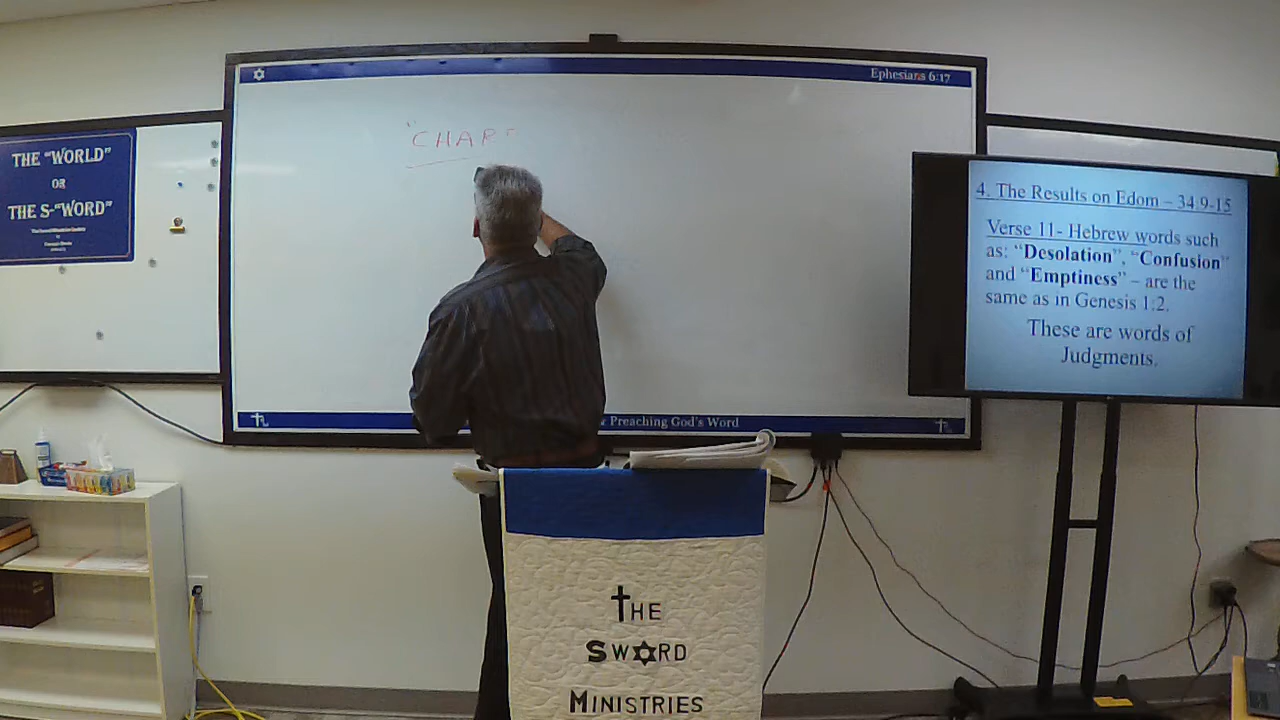 THE "WORLD"
OR
THE S-"WORD"
Ephesians 6:17
"CHAR
Preaching God's Word
4. The Results on Edom – 34:9-15
Verse 11- Hebrew words such
as: "Desolation", "Confusion"
and "Emptiness" – are the
same as in Genesis 1:2.
These are words of
Judgments.
THE
SWORD
MINISTRIES